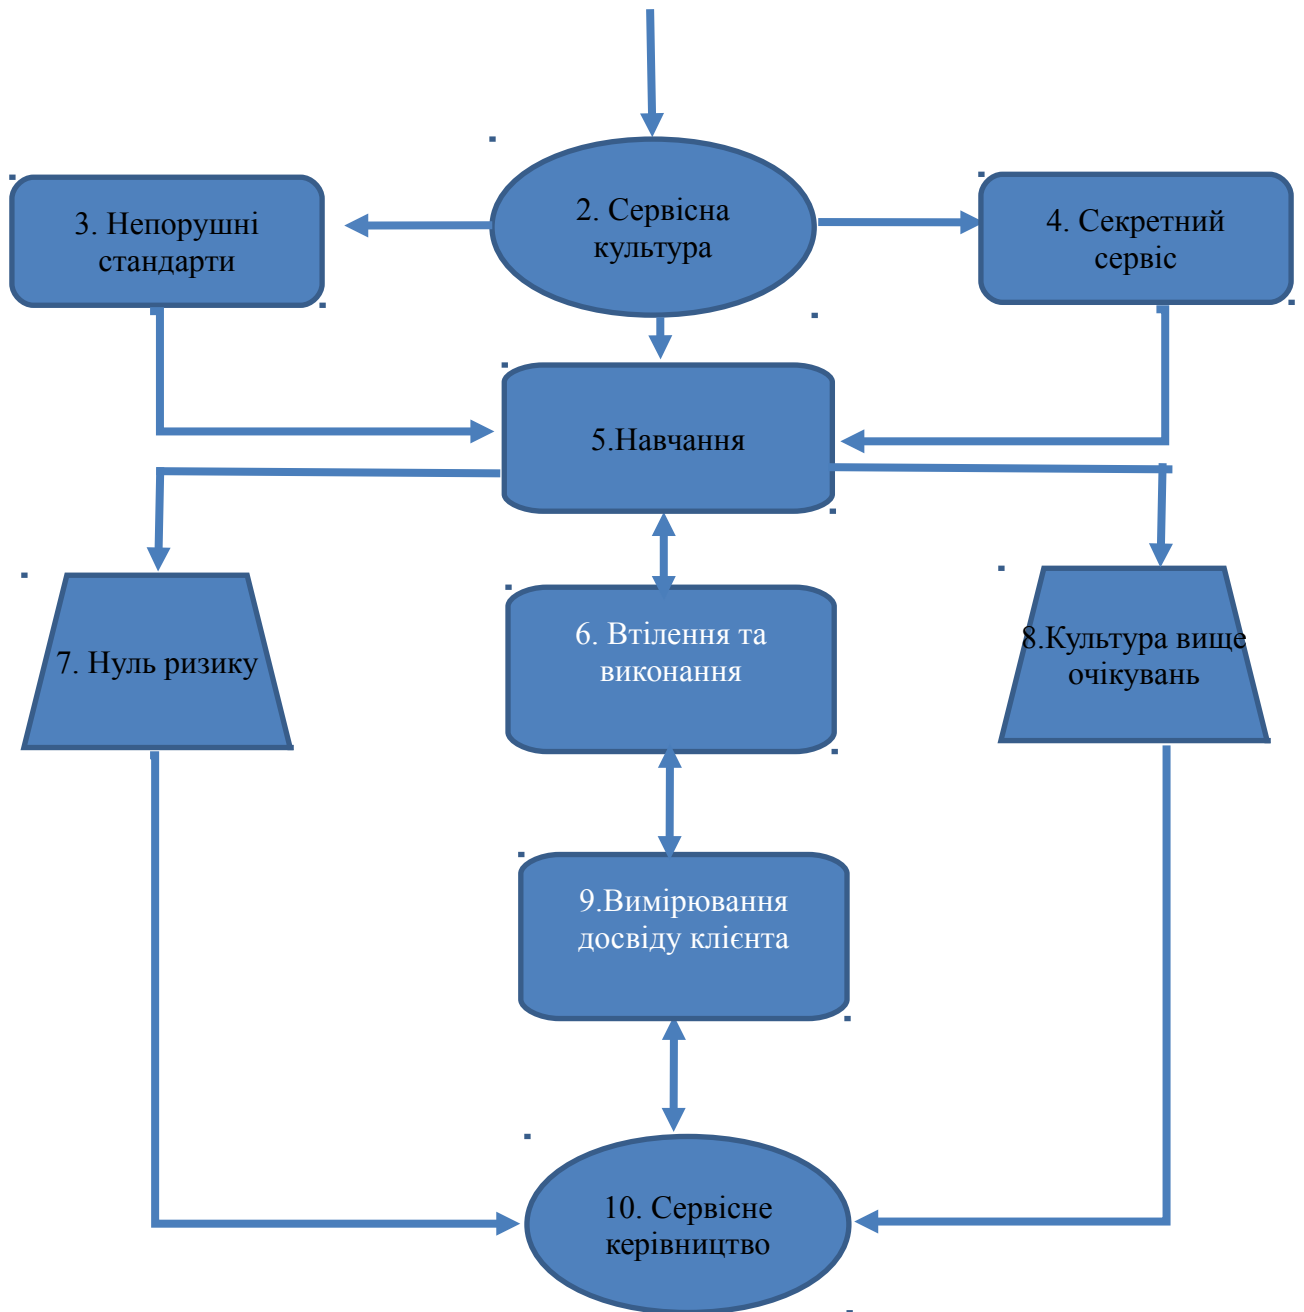 2. Сервісна
культура
3. Непорушні
стандарти
4. Секретний
сервіс
5.Навчання
6. Втілення та
виконання
7. Нуль ризику
8.Культура вище
очікувань
9.Вимірювання
досвіду клієнта
10. Сервісне
керівництво